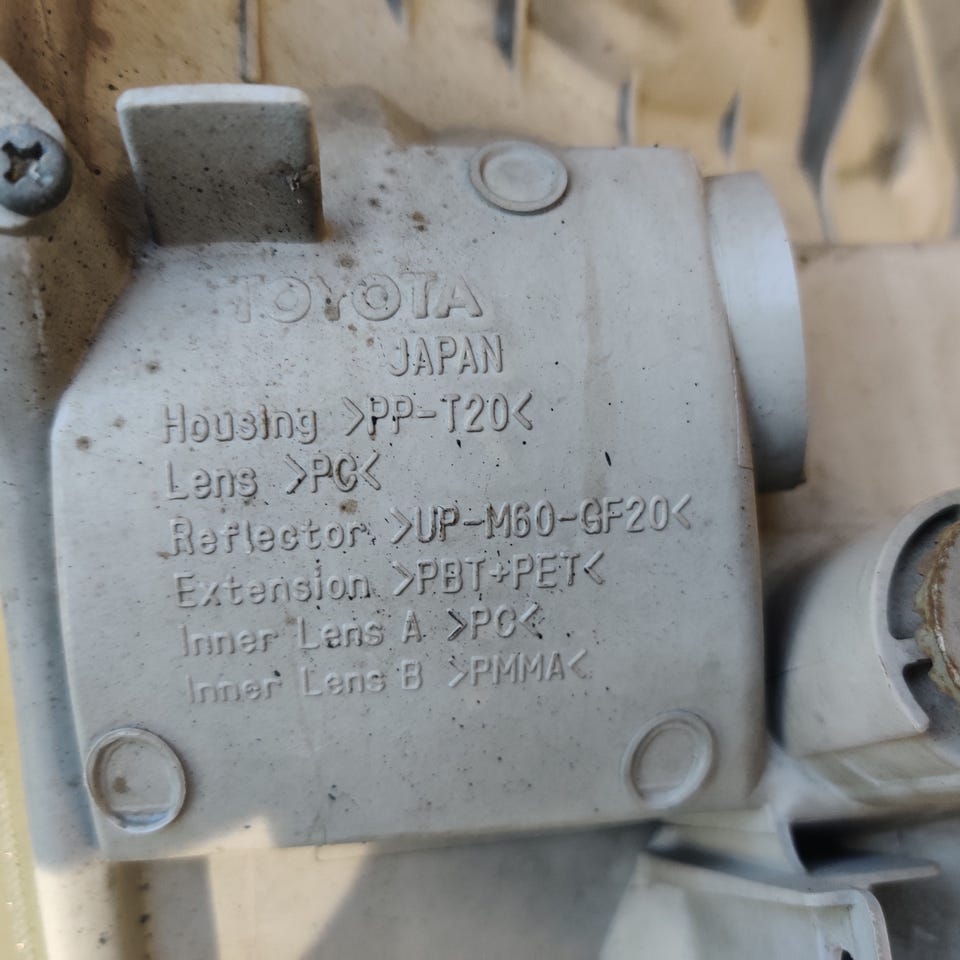 TOYOTA
JAPAN
Housing >PP-T20<
Lens >PC<
Reflector >UP-M60-GF20<
Extension >PBT+PET<
Inner Lens A >PC<
Inner Lens B >PMMA<